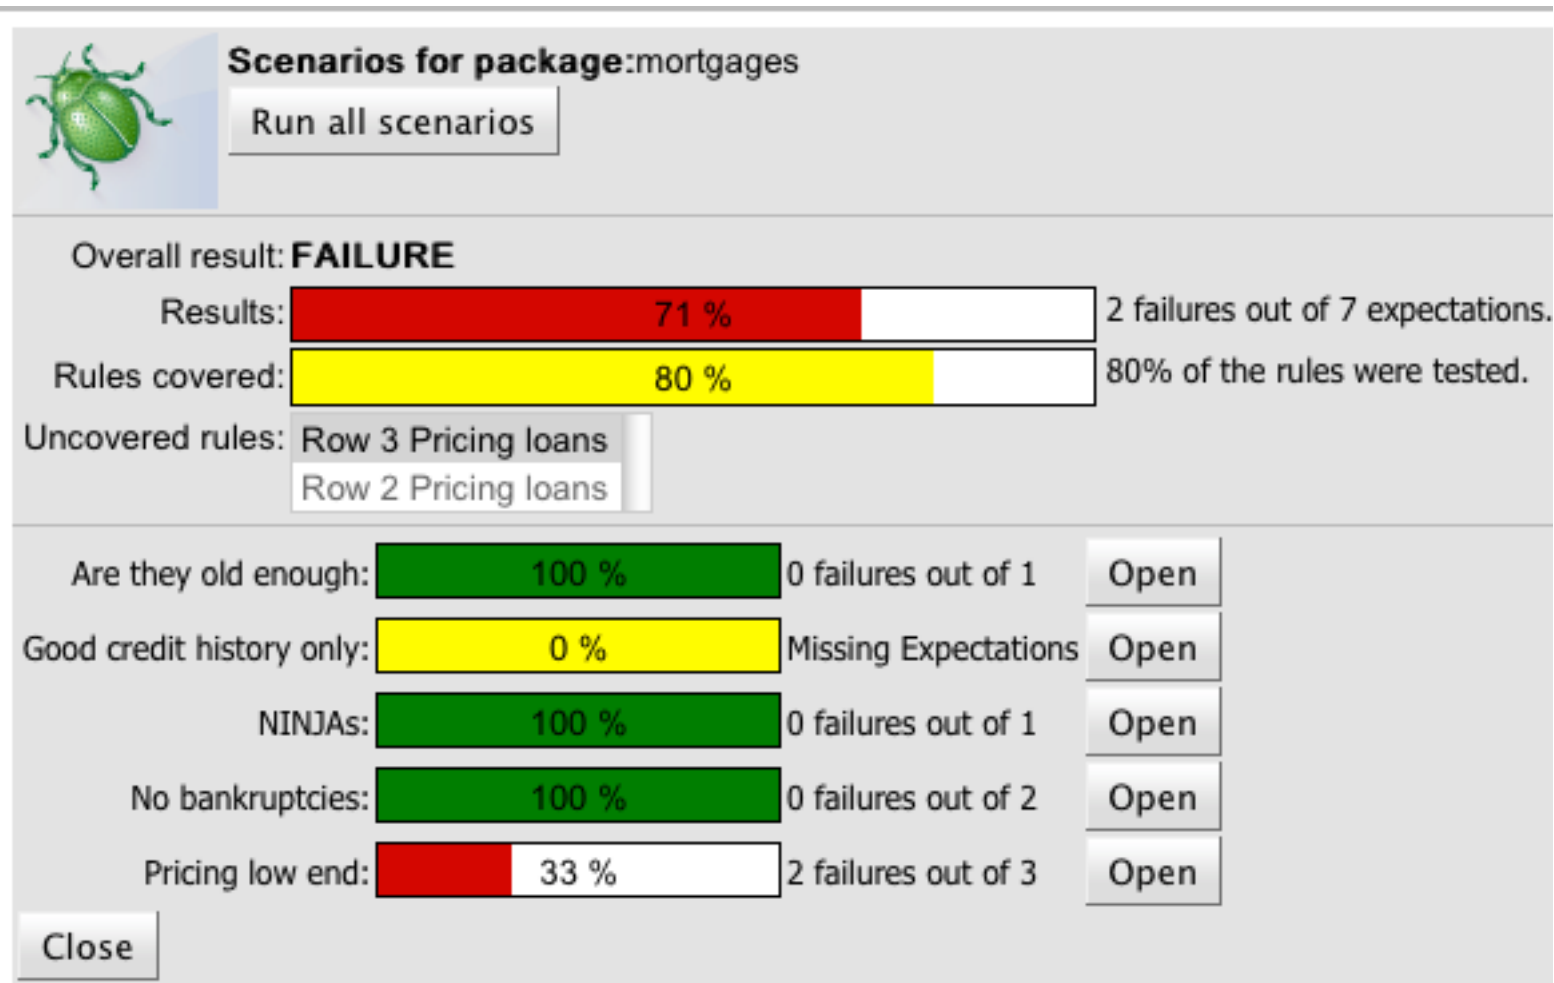 Scenarios for package:mortgages
Run all scenarios
Overall result: FAILURE
Results: 71 % 2 failures out of 7 expectations.
Rules covered: 80 % 80% of the rules were tested.
Uncovered rules: Row 3 Pricing loans
Row 2 Pricing loans
Are they old enough: 100 % 0 failures out of 1 Open
Good credit history only: 0 % Missing Expectations Open
NINJAs: 100 % 0 failures out of 1 Open
No bankruptcies: 100 % 0 failures out of 2 Open
Pricing low end: 33 % 2 failures out of 3 Open
Close